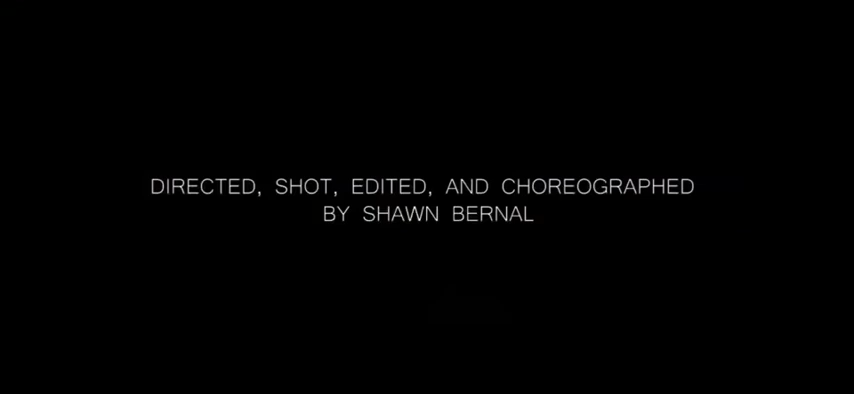 DIRECTED, SHOT, EDITED, AND CHOREOGRAPHED
BY SHAWN BERNAL